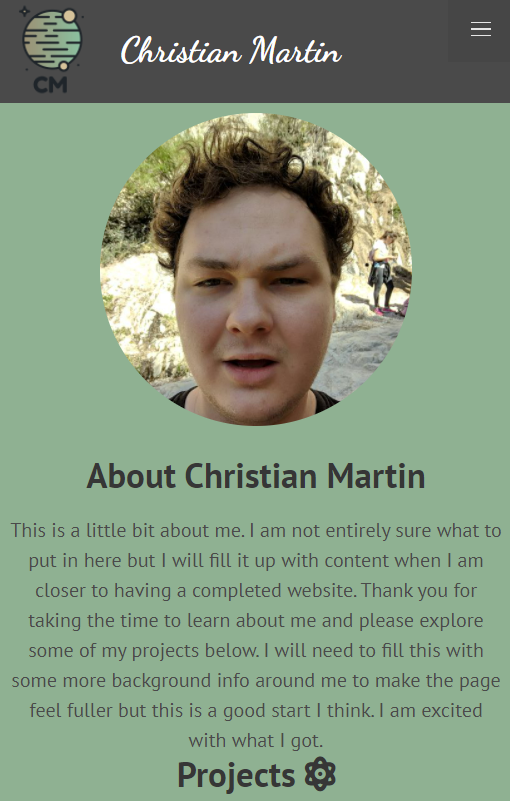 CM
Christian Martin
About Christian Martin
This is a little bit about me. I am not entirely sure what to
put in here but I will fill it up with content when I am
closer to having a completed website. Thank you for
taking the time to learn about me and please explore
some of my projects below. I will need to fill this with
some more background info around me to make the page
feel fuller but this is a good start I think. I am excited
with what I got.
Projects